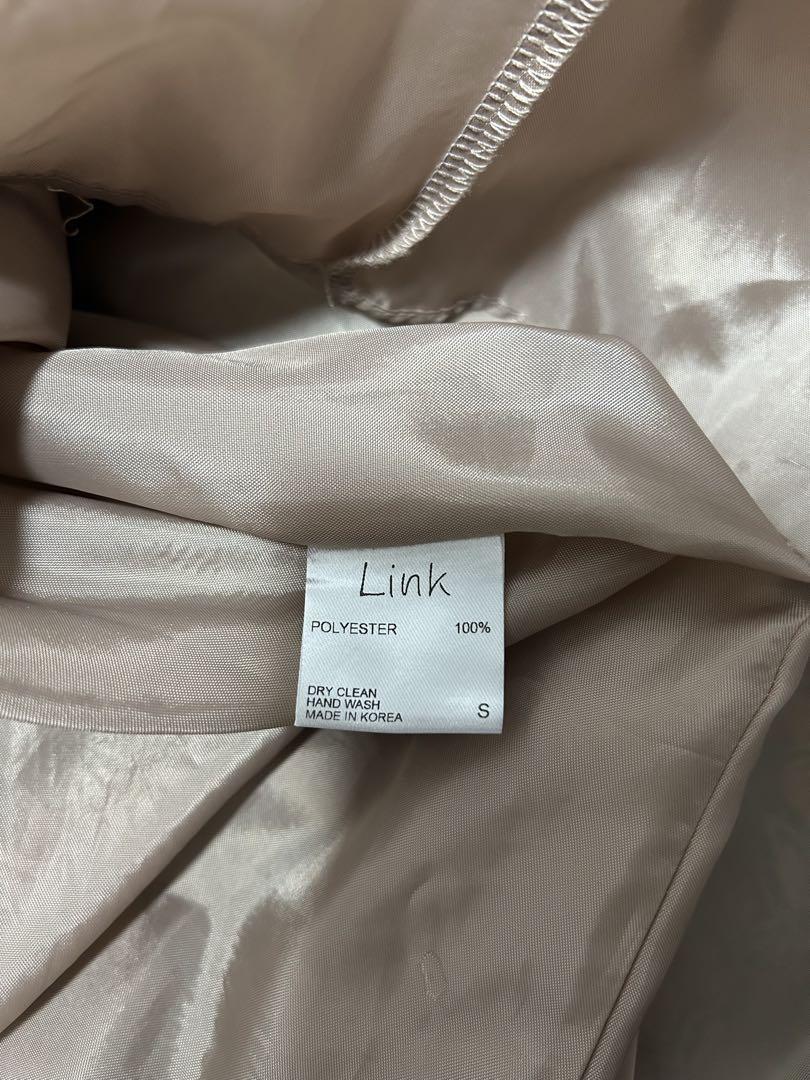 Link
POLYESTER 100%
DRY CLEAN
HAND WASH
MADE IN KOREA S